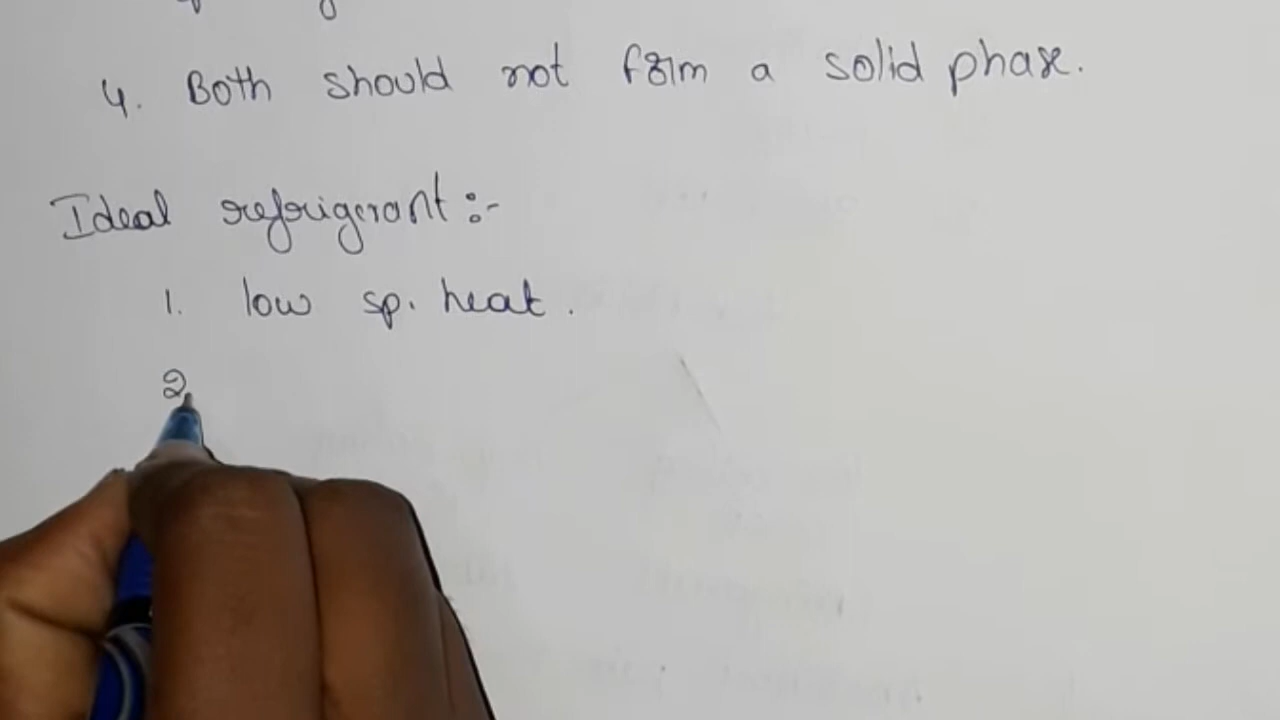 4. Both should not form a solid phase.
Ideal refrigerant :-
1. low sp. heat.
2.